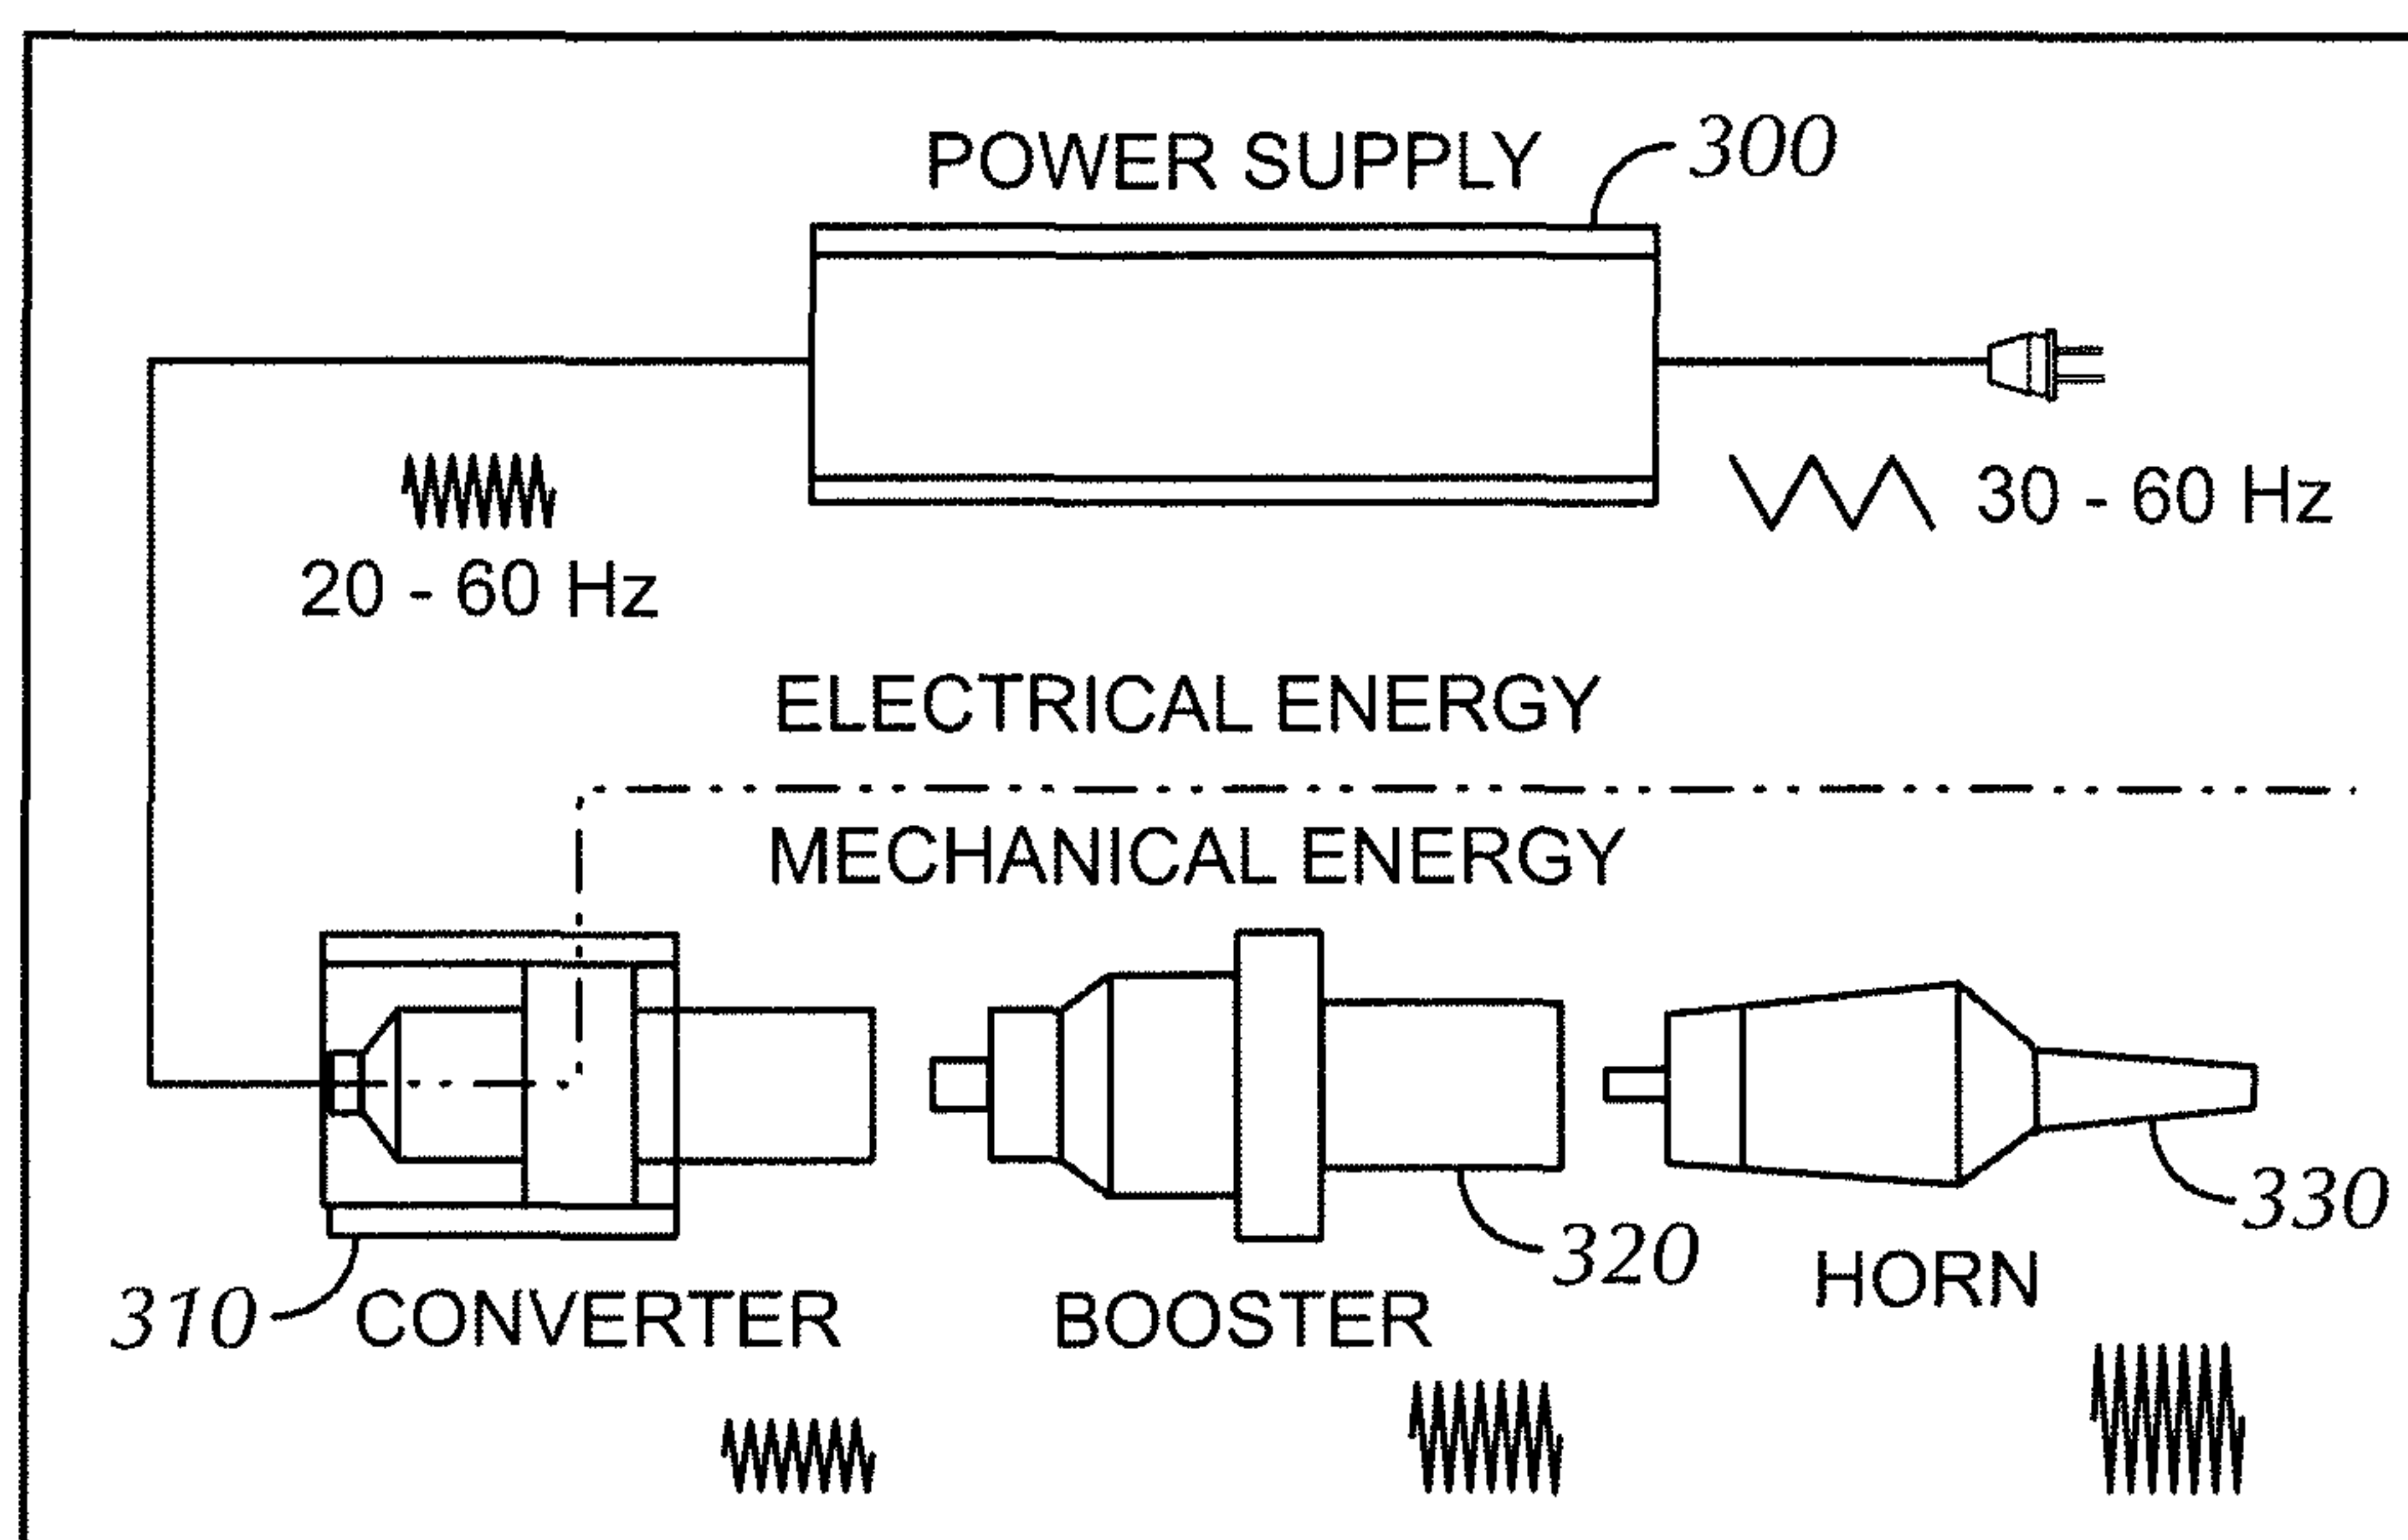 POWER SUPPLY 300
30 - 60 Hz
20 - 60 Hz
ELECTRICAL ENERGY
MECHANICAL ENERGY
310 CONVERTER
BOOSTER
320
HORN
330